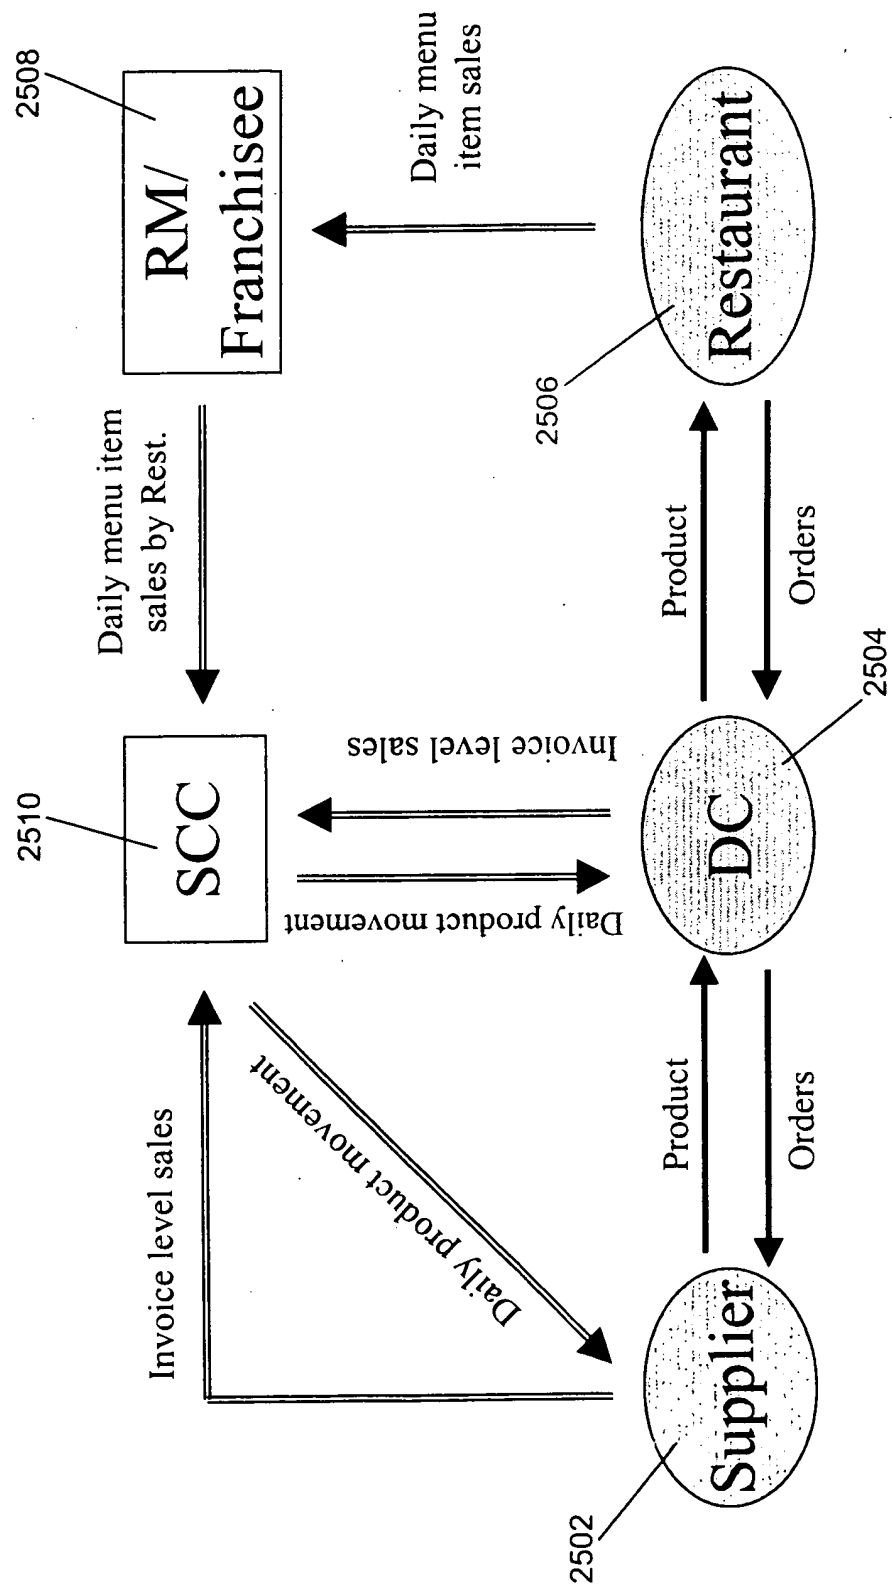 2510
2508
SCC
RM/
Franchisee
Invoice level sales
Daily menu item
sales by Rest.
Daily product movement
Daily product movement
Invoice level sales
Daily menu
item sales
2502
2506
Supplier
Product
Orders
DC
2504
Product
Orders
Restaurant